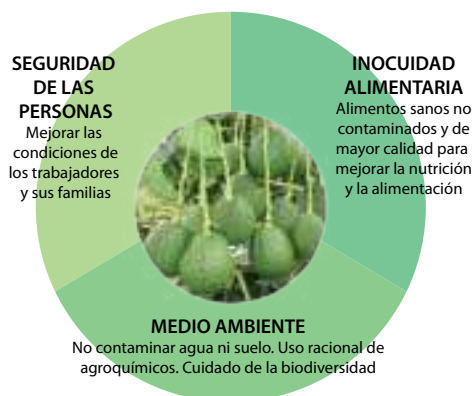 SEGURIDAD
DE LAS
PERSONAS
Mejorar las
condiciones de
los trabajadores
y sus familias
INOCUIDAD
ALIMENTARIA
Alimentos sanos no
contaminados y de
mayor calidad para
mejorar la nutrición
y la alimentación
MEDIO AMBIENTE
No contaminar agua ni suelo. Uso racional de
agroquímicos. Cuidado de la biodiversidad